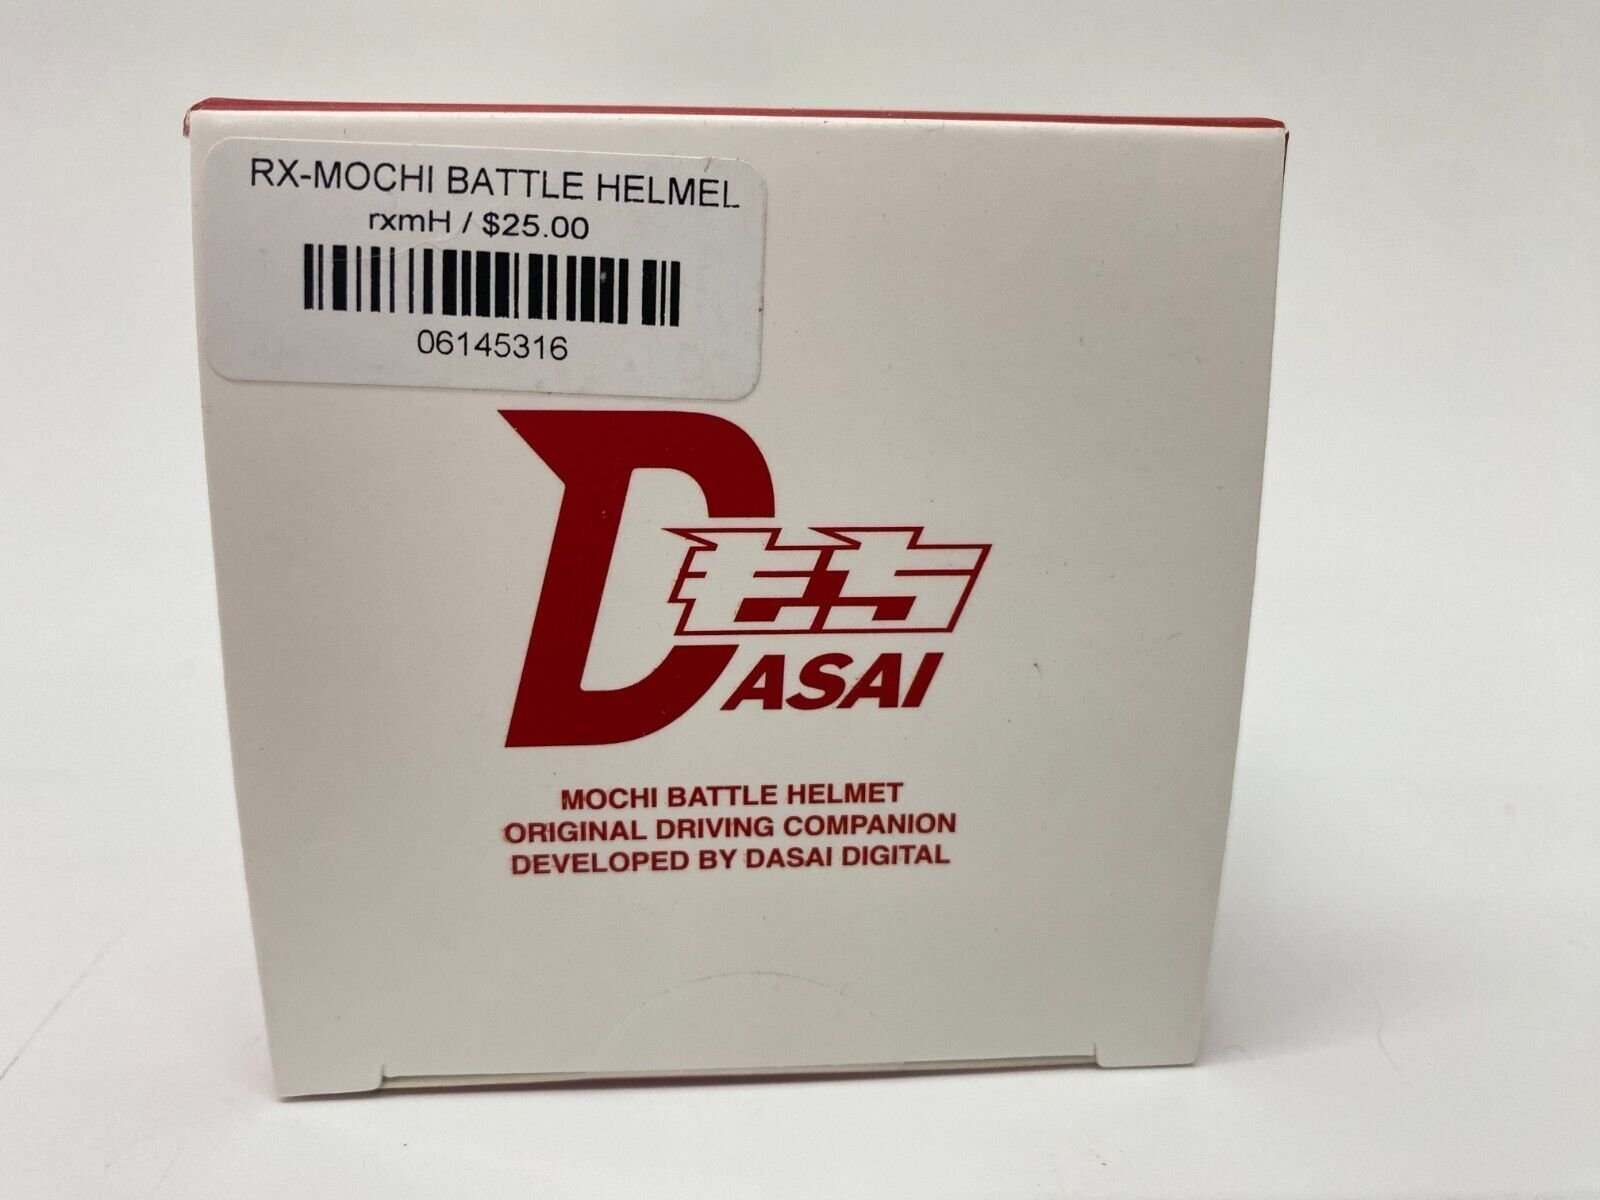 RX-MOCHI BATTLE HELMEL
rxmH / $25.00
06145316
D
もち
ASAI
MOCHI BATTLE HELMET
ORIGINAL DRIVING COMPANION
DEVELOPED BY DASAI DIGITAL